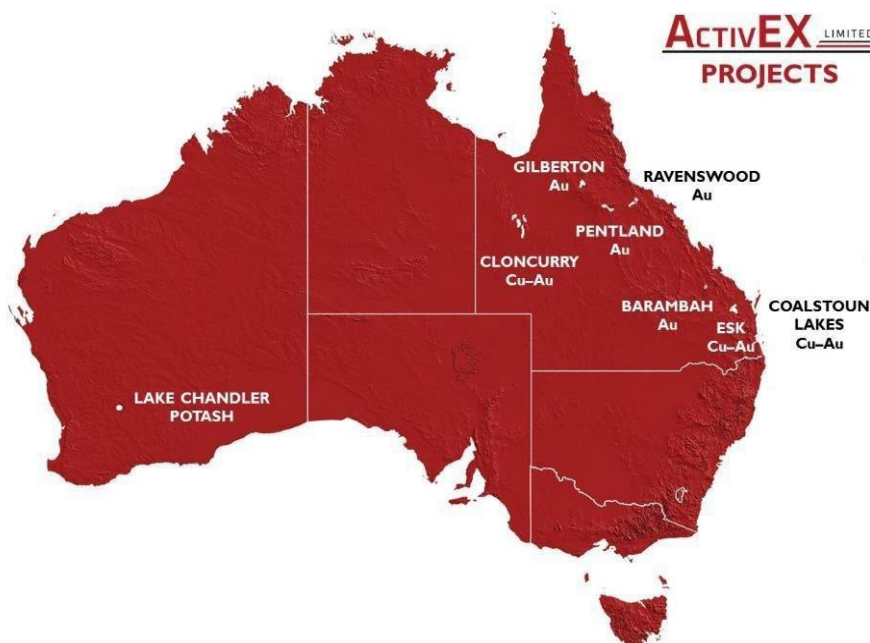 ACTIVEX LIMITED
PROJECTS
GILBERTON
Au
RAVENSWOOD
Au
PENTLAND
Au
CLONCURRY
Cu–Au
BARAMBAH
Au
ESK
Cu–Au
COALSTOUN
LAKES
Cu–Au
LAKE CHANDLER
POTASH